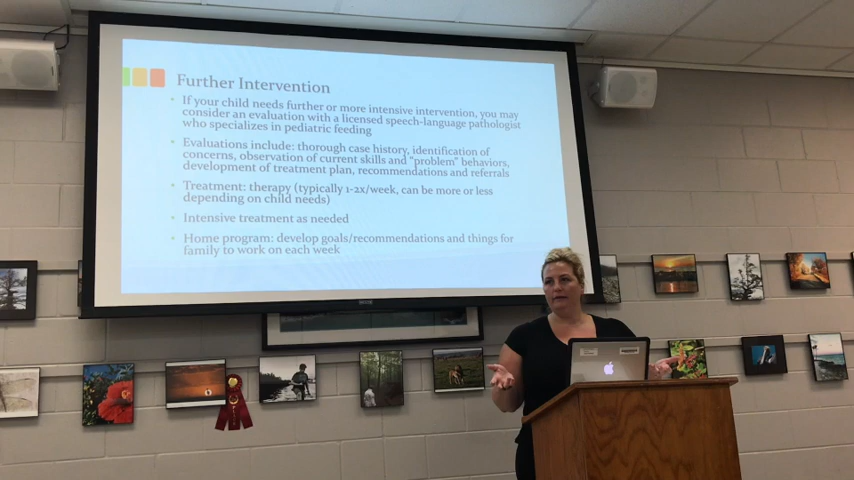 Further Intervention
If your child needs further or more intensive intervention, you may
consider an evaluation with a licensed speech-language pathologist
who specializes in pediatric feeding
Evaluations include: thorough case history, identification of
concerns, observation of current skills and "problem" behaviors,
development of treatment plan, recommendations and referrals
Treatment: therapy (typically 1-2x/week, can be more or less
depending on child needs)
Intensive treatment as needed
Home program: develop goals/recommendations and things for
family to work on each week